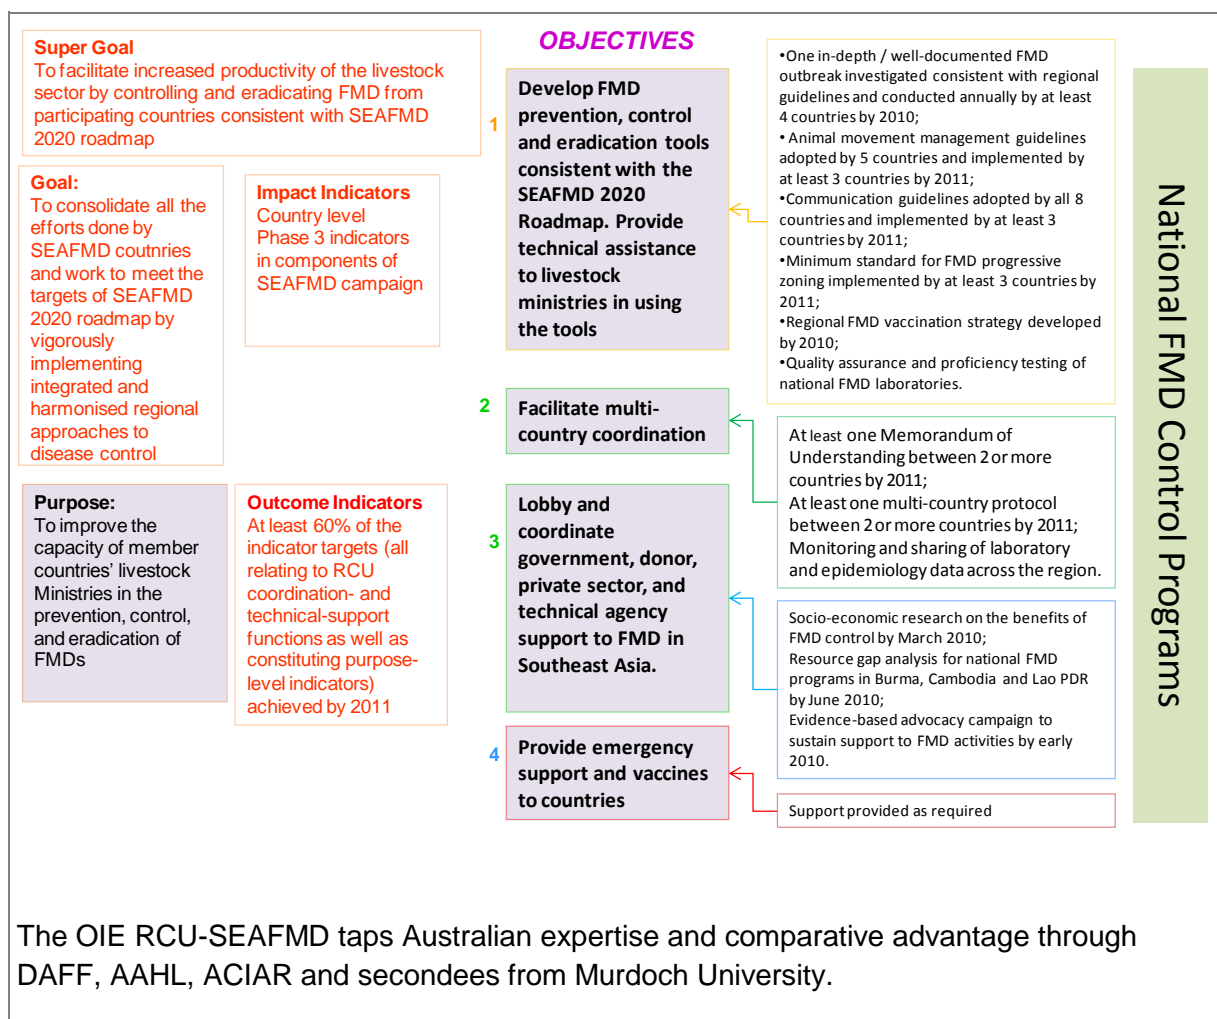 Super Goal
To facilitate increased productivity of the livestock
sector by controlling and eradicating FMD from
participating countries consistent with SEAFMD
2020 roadmap
Goal:
To consolidate all the
efforts done by
SEAFMD coutnries
and work to meet the
targets of SEAFMD
2020 roadmap by
vigorously
implementing
integrated and
harmonised regional
approaches to
disease control
Impact Indicators
Country level
Phase 3 indicators
in components of
SEAFMD campaign
Purpose:
To improve the
capacity of member
countries' livestock
Ministries in the
prevention, control,
and eradication of
FMDs
Outcome Indicators
At least 60% of the
indicator targets (all
relating to RCU
coordination- and
technical-support
functions as well as
constituting purpose-
level indicators)
achieved by 2011
OBJECTIVES
1
Develop FMD
prevention, control
and eradication tools
consistent with the
SEAFMD 2020
Roadmap. Provide
technical assistance
to livestock
ministries in using
the tools
2
Facilitate multi-
country coordination
3
Lobby and
coordinate
government, donor,
private sector, and
technical agency
support to FMD in
Southeast Asia.
4
Provide emergency
support and vaccines
to countries
•One in-depth / well-documented FMD
outbreak investigated consistent with regional
guidelines and conducted annually by at least
4 countries by 2010;
• Animal movement management guidelines
adopted by 5 countries and implemented by
at least 3 countries by 2011;
•Communication guidelines adopted by all 8
countries and implemented by at least 3
countries by 2011;
•Minimum standard for FMD progressive
zoning implemented by at least 3 countries by
2011;
•Regional FMD vaccination strategy developed
by 2010;
•Quality assurance and proficiency testing of
national FMD laboratories.
At least one Memorandum of
Understanding between 2 or more
countries by 2011;
At least one multi-country protocol
between 2 or more countries by 2011;
Monitoring and sharing of laboratory
and epidemiology data across the region.
Socio-economic research on the benefits of
FMD control by March 2010;
Resource gap analysis for national FMD
programs in Burma, Cambodia and Lao PDR
by June 2010;
Evidence-based advocacy campaign to
sustain support to FMD activities by early
2010.
Support provided as required
National FMD Control Programs
The OIE RCU-SEAFMD taps Australian expertise and comparative advantage through
DAFF, AAHL, ACIAR and secondees from Murdoch University.